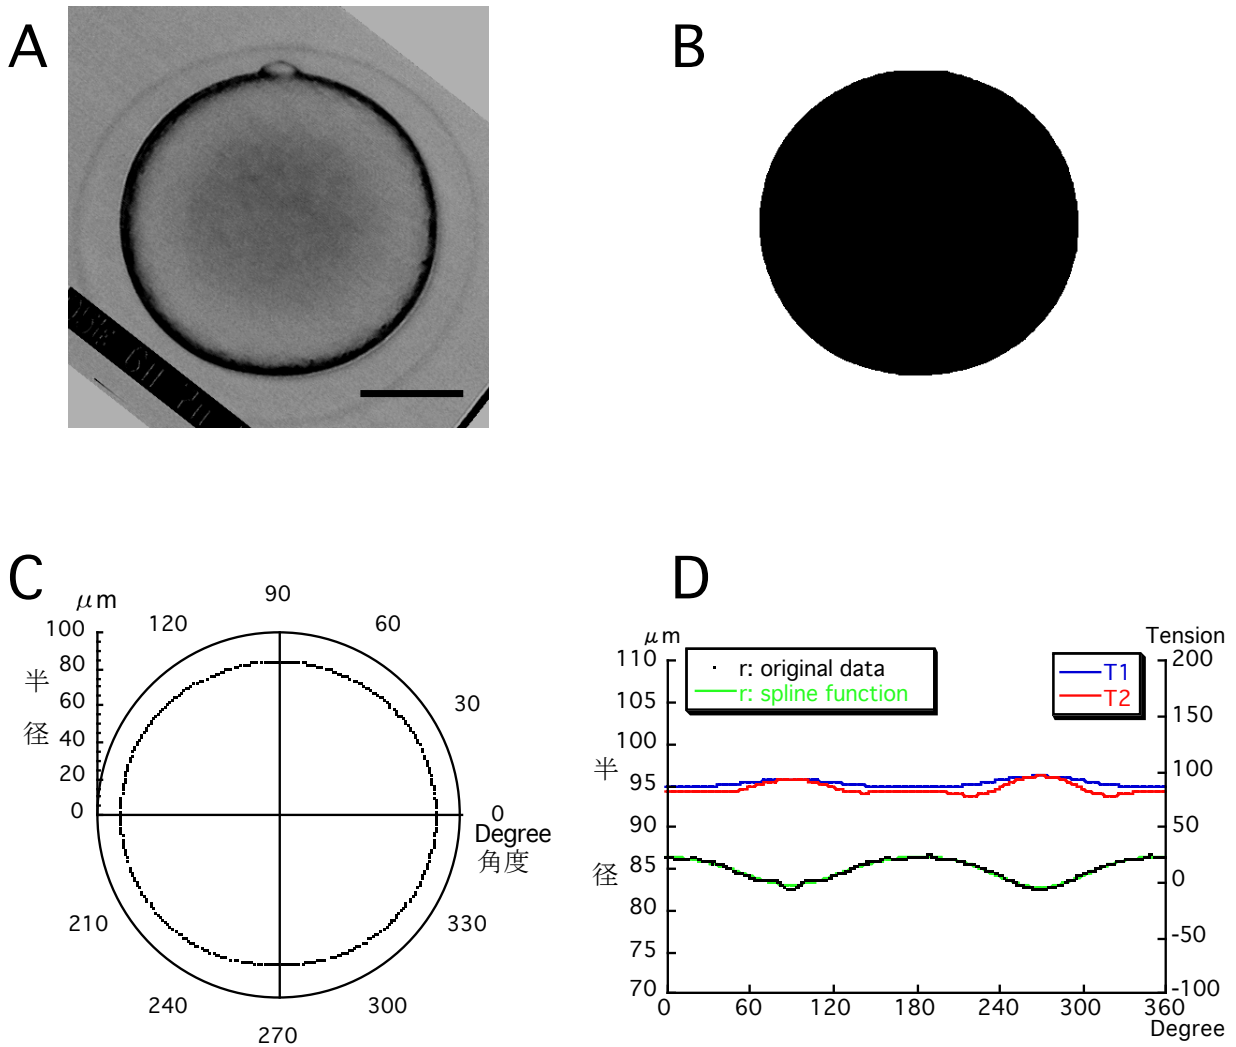 A
B
C
μm
100
80
60
40
20
0
半
径
90
120
60
30
0
Degree
角度
210
330
240
300
270
D
μm
110
105
100
95
90
85
80
75
70
半
径
r: original data
r: spline function
T1
T2
Tension
200
150
100
50
0
-50
-100
0 60 120 180 240 300 360
Degree